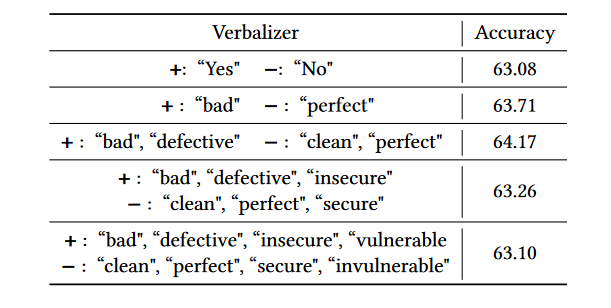 Verbalizer Accuracy
+: “Yes" −: “No" 63.08
+ : “bad" − : “perfect" 63.71
+ : “bad", “defective" − : “clean", “perfect" 64.17
+ : “bad", “defective", “insecure"
− : “clean", “perfect", “secure"
63.26
+ : “bad", “defective", “insecure", “vulnerable
− : “clean", “perfect", “secure", “invulnerable"
63.10